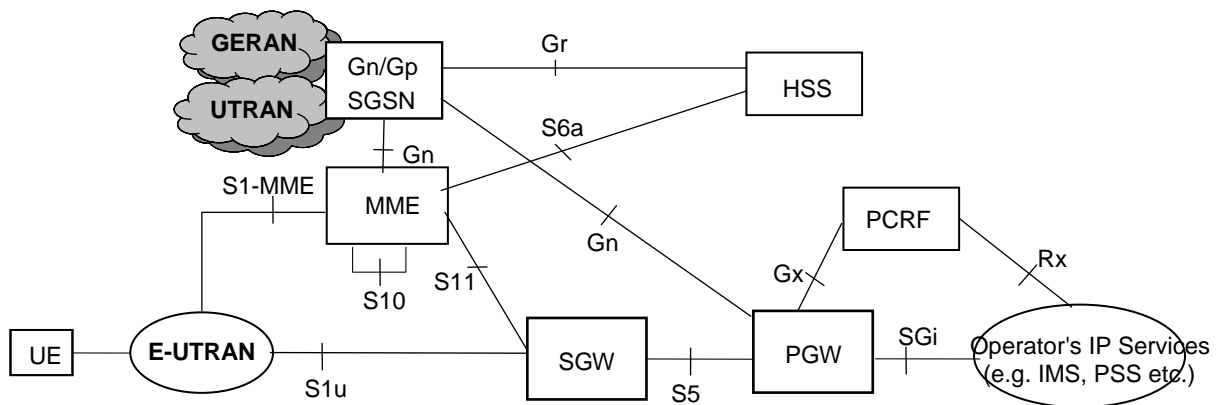 GERAN
UTRAN
Gn/Gp
SGSN
Gr
HSS
S6a
Gn
S1-MME
MME
PCRF
Gn
Gx
Rx
S10
S11
UE
E-UTRAN
S1u
SGW
S5
PGW
SGi
Operator's IP Services
(e.g. IMS, PSS etc.)